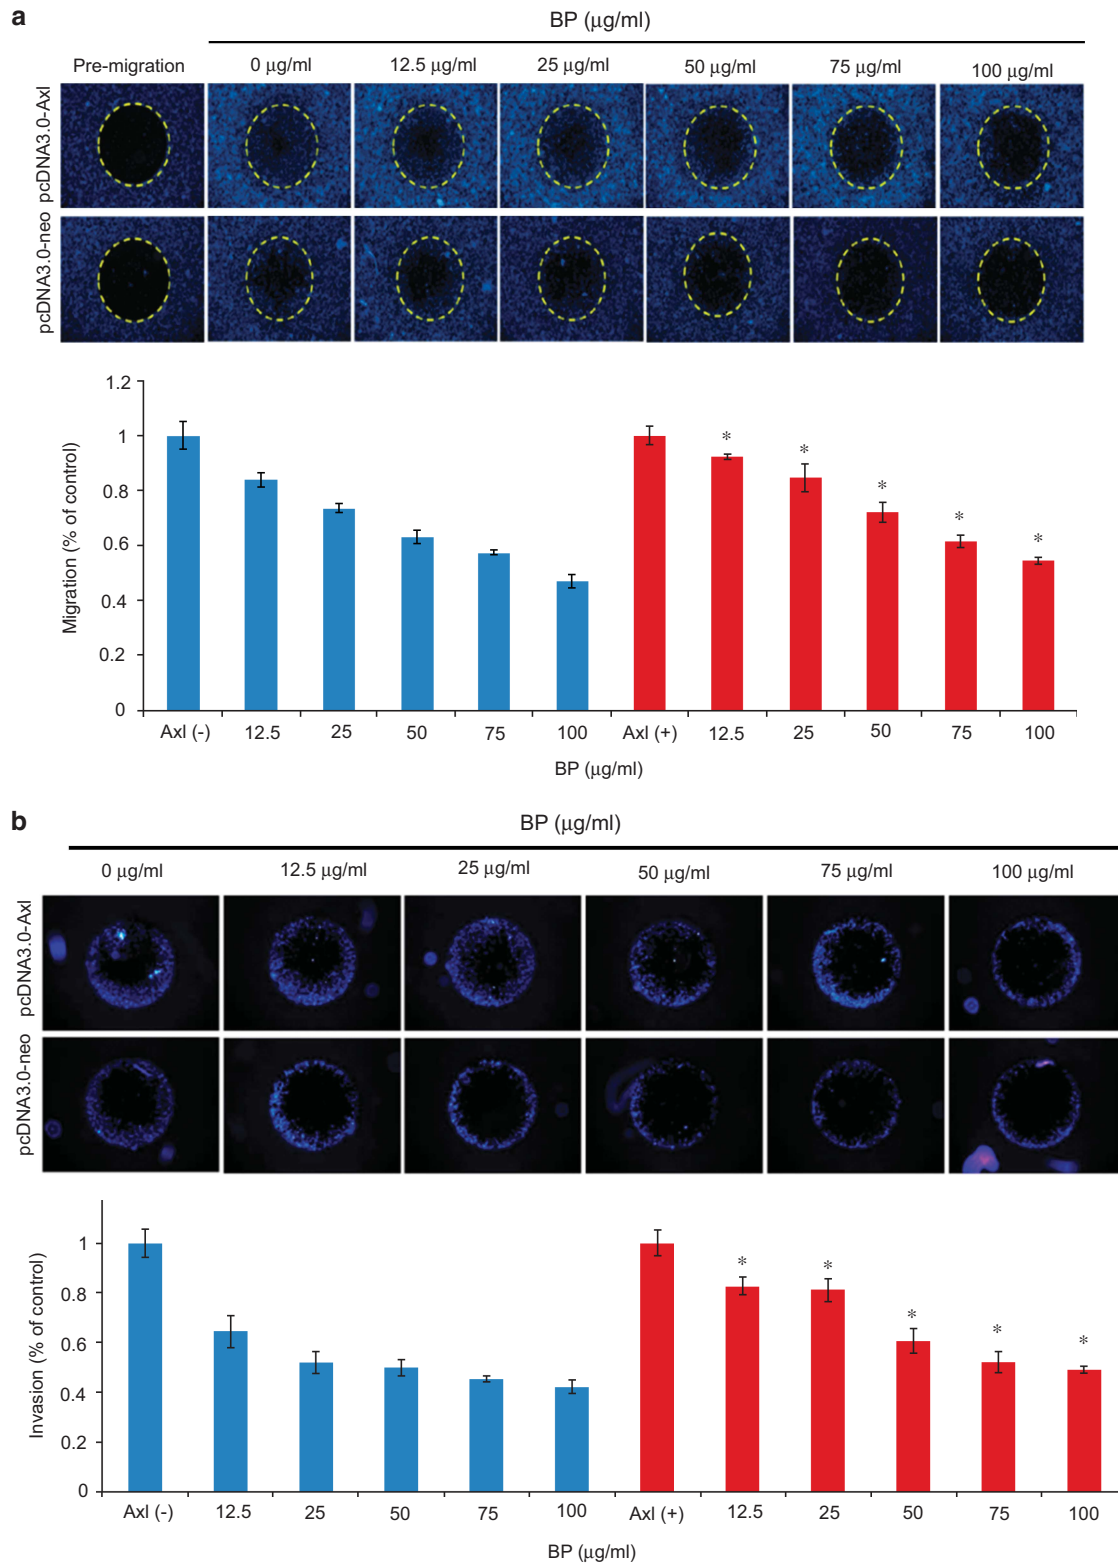 a
BP (µg/ml)
Pre-migration 0 µg/ml 12.5 µg/ml 25 µg/ml 50 µg/ml 75 µg/ml 100 µg/ml
pcDNA3.0-Axl
pcDNA3.0-neo
Migration (% of control)
1.2
1
0.8
0.6
0.4
0.2
0
* * * * *
Axl (-) 12.5 25 50 75 100 Axl (+) 12.5 25 50 75 100
BP (µg/ml)
b
BP (µg/ml)
0 µg/ml 12.5 µg/ml 25 µg/ml 50 µg/ml 75 µg/ml 100 µg/ml
pcDNA3.0-Axl
pcDNA3.0-neo
Invasion (% of control)
1
0.8
0.6
0.4
0.2
0
* * * * *
Axl (-) 12.5 25 50 75 100 Axl (+) 12.5 25 50 75 100
BP (µg/ml)